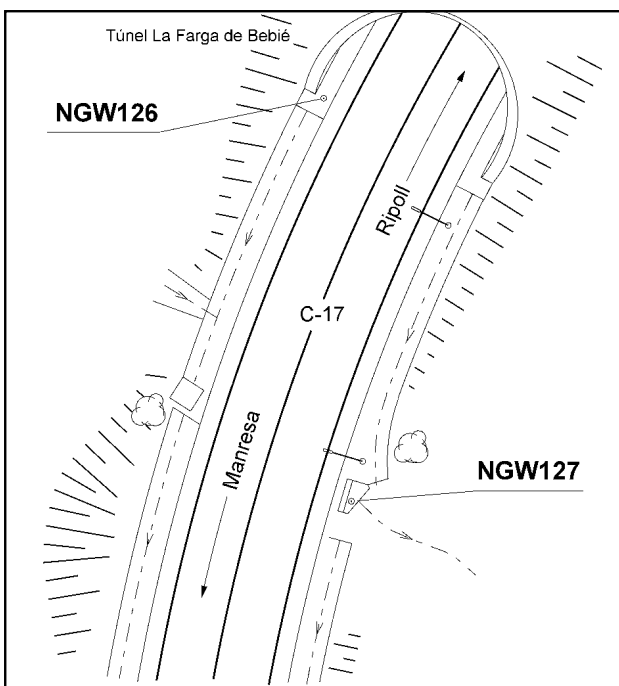 Túnel La Farga de Bebié
NGW126
Ripoll
C-17
Manresa
NGW127